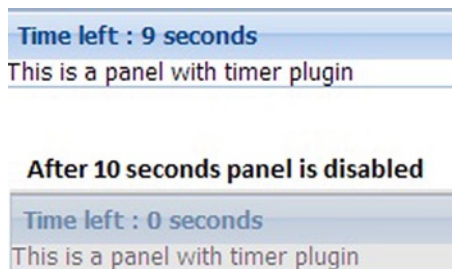 Time left : 9 seconds
This is a panel with timer plugin
After 10 seconds panel is disabled
Time left : 0 seconds
This is a panel with timer plugin